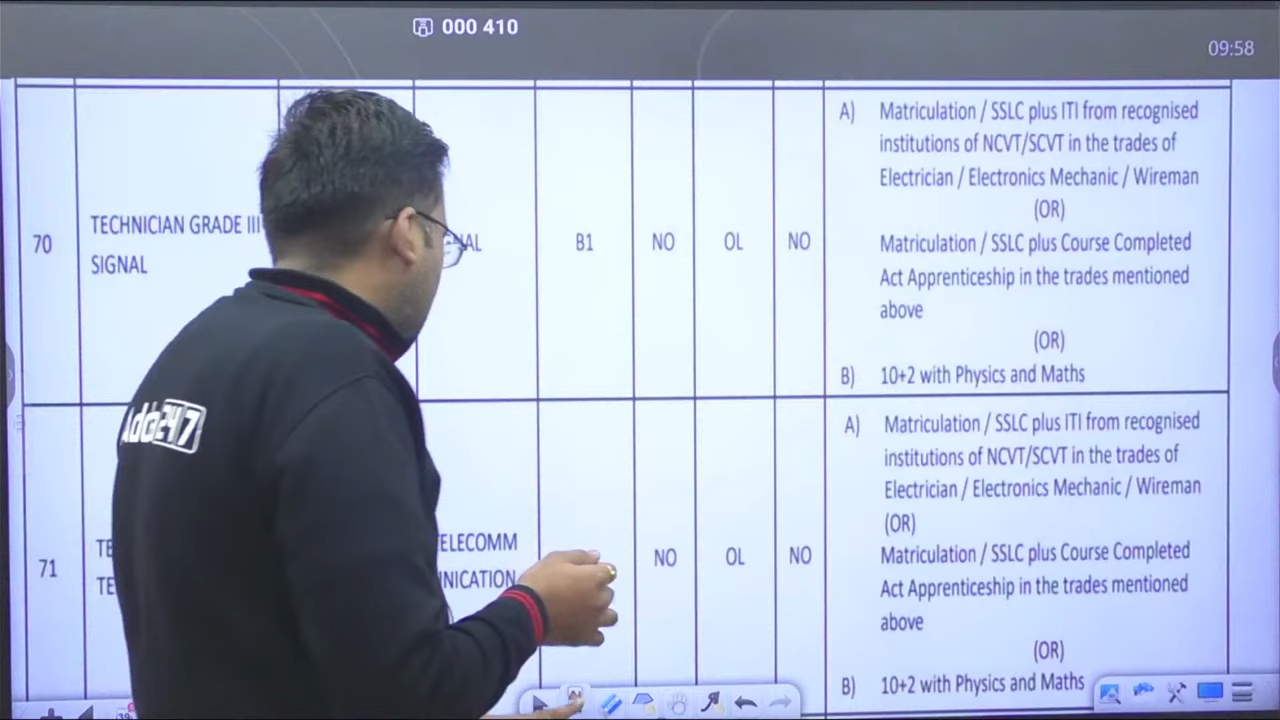 000 410
09:58
70
TECHNICIAN GRADE III
SIGNAL
B1
NO
OL
NO
A) Matriculation / SSLC plus ITI from recognised
institutions of NCVT/SCVT in the trades of
Electrician / Electronics Mechanic / Wireman
(OR)
Matriculation / SSLC plus Course Completed
Act Apprenticeship in the trades mentioned
above
(OR)
B) 10+2 with Physics and Maths
71
TE
TE
ELECOMM
NICATION
NO
OL
NO
A) Matriculation / SSLC plus ITI from recognised
institutions of NCVT/SCVT in the trades of
Electrician / Electronics Mechanic / Wireman
(OR)
Matriculation / SSLC plus Course Completed
Act Apprenticeship in the trades mentioned
above
(OR)
B) 10+2 with Physics and Maths
Adda247